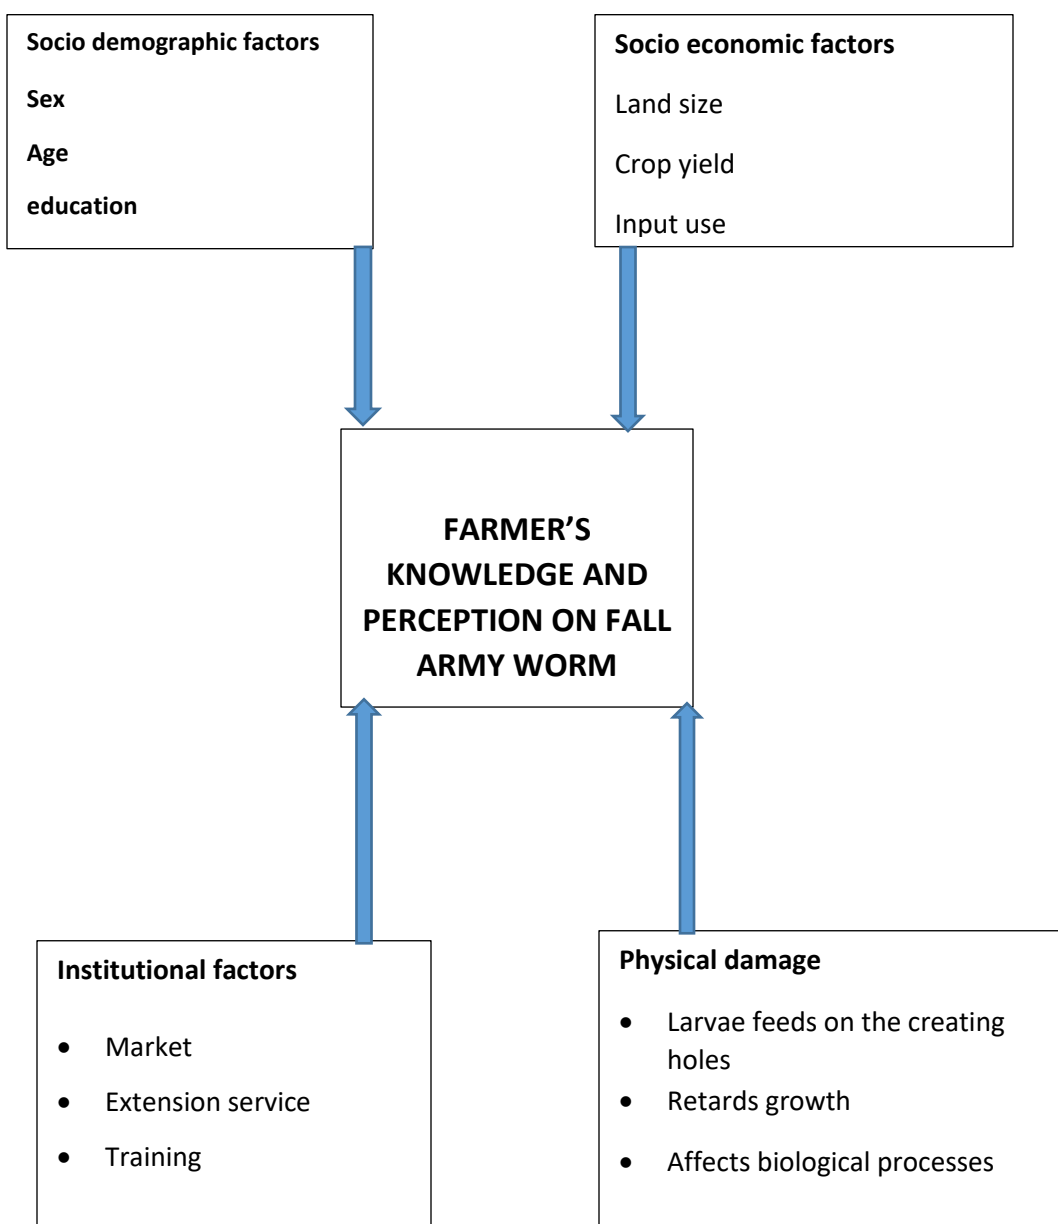 Socio demographic factors
Sex
Age
education
Socio economic factors
Land size
Crop yield
Input use
FARMER’S
KNOWLEDGE AND
PERCEPTION ON FALL
ARMY WORM
Institutional factors
• Market
• Extension service
• Training
Physical damage
• Larvae feeds on the creating
holes
• Retards growth
• Affects biological processes